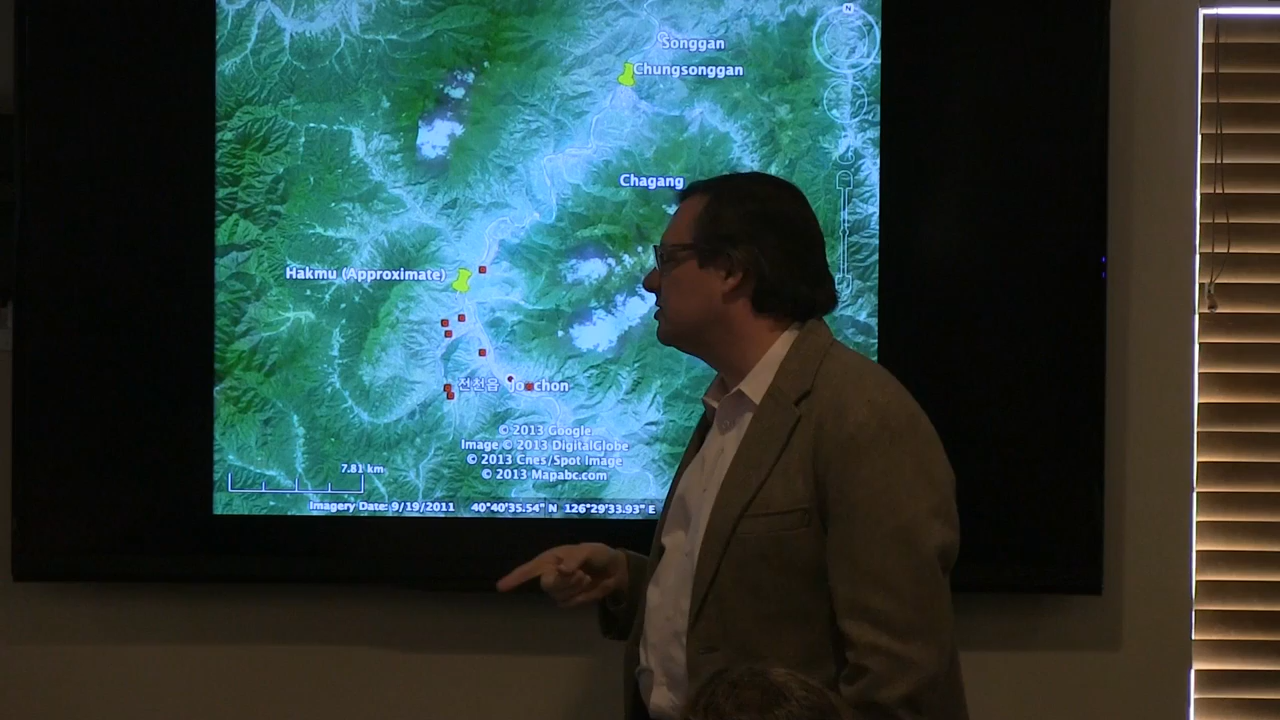 N
Songgan
Chungsonggan
Chagang
Hakmu (Approximate)
전천읍
chon
© 2013 Google
Image © 2013 DigitalGlobe
© 2013 Cnes/Spot Image
© 2013 Mapabc.com
7.81 km
Imagery Date: 9/19/2011 40°40'35.54" N 126°29'33.93" E